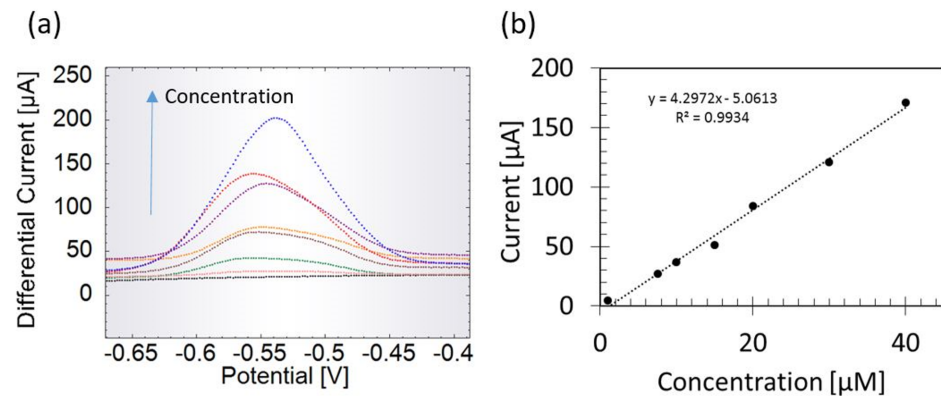 (a)
Differential Current [µA]
250
200
150
100
50
0
Concentration
-0.65
-0.6
-0.55
-0.5
-0.45
-0.4
Potential [V]
(b)
Current [µA]
200
150
100
50
0
y = 4.2972x - 5.0613
R² = 0.9934
0
20
40
Concentration [µM]